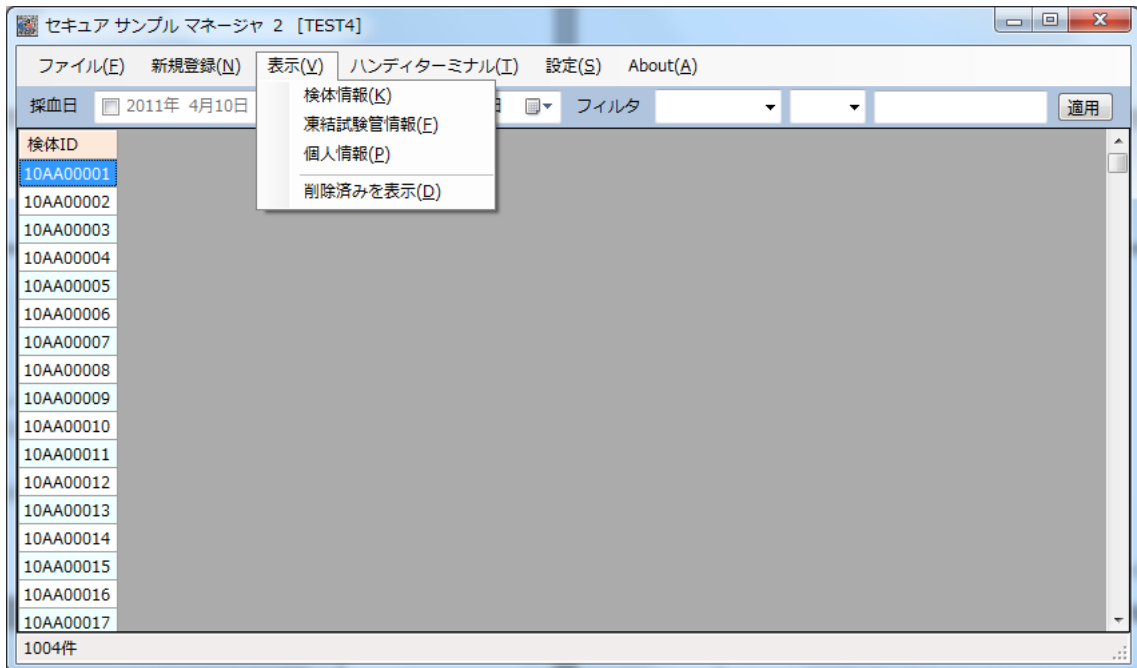 セキュア サンプル マネージャ 2 [TEST4]
ファイル(F) 新規登録(N) 表示(V) ハンディターミナル(T) 設定(S) About(A)
採血日 2011年 4月10日 日 フィルタ 適用
検体情報(K)
凍結試験管情報(F)
個人情報(P)
削除済みを表示(D)
検体ID
10AA00001
10AA00002
10AA00003
10AA00004
10AA00005
10AA00006
10AA00007
10AA00008
10AA00009
10AA00010
10AA00011
10AA00012
10AA00013
10AA00014
10AA00015
10AA00016
10AA00017
1004件